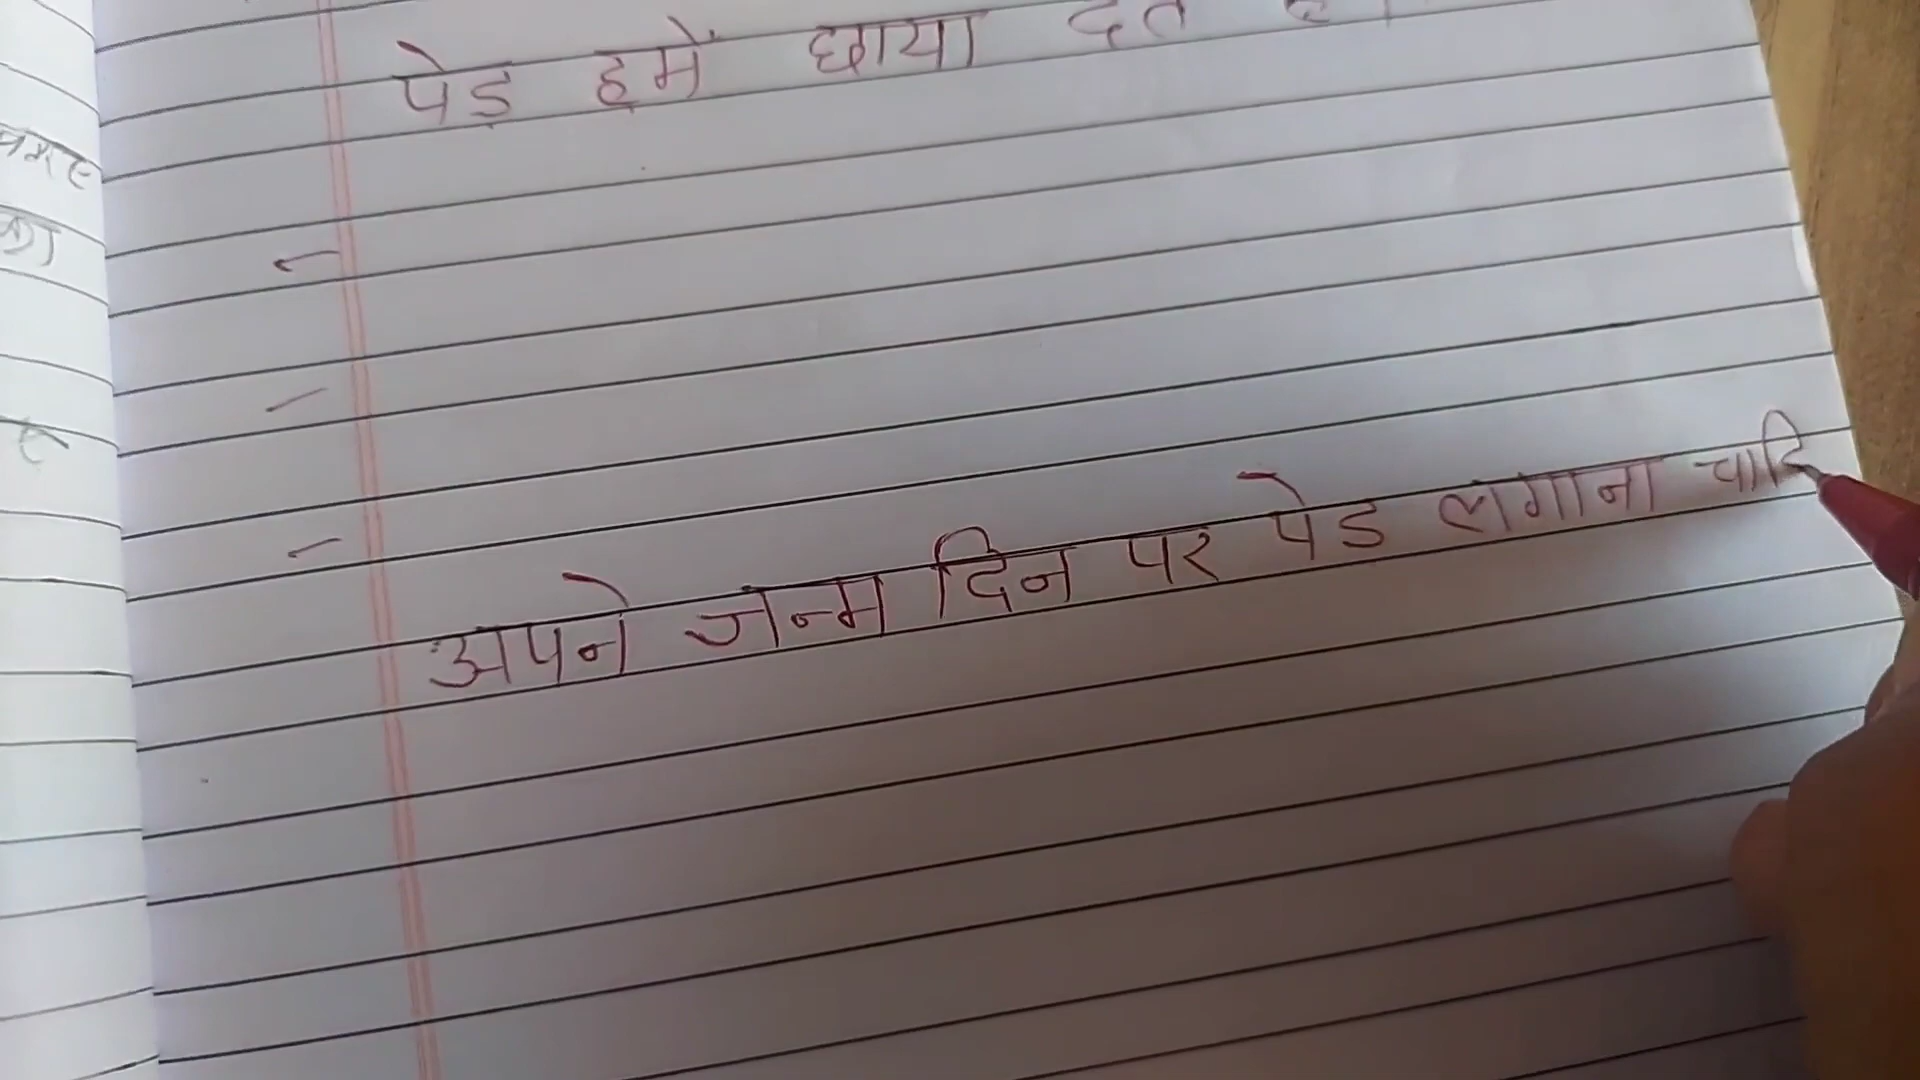 पेड हमें छाया देते है।
अपने जन्म दिन पर पेड लगाना चाहि